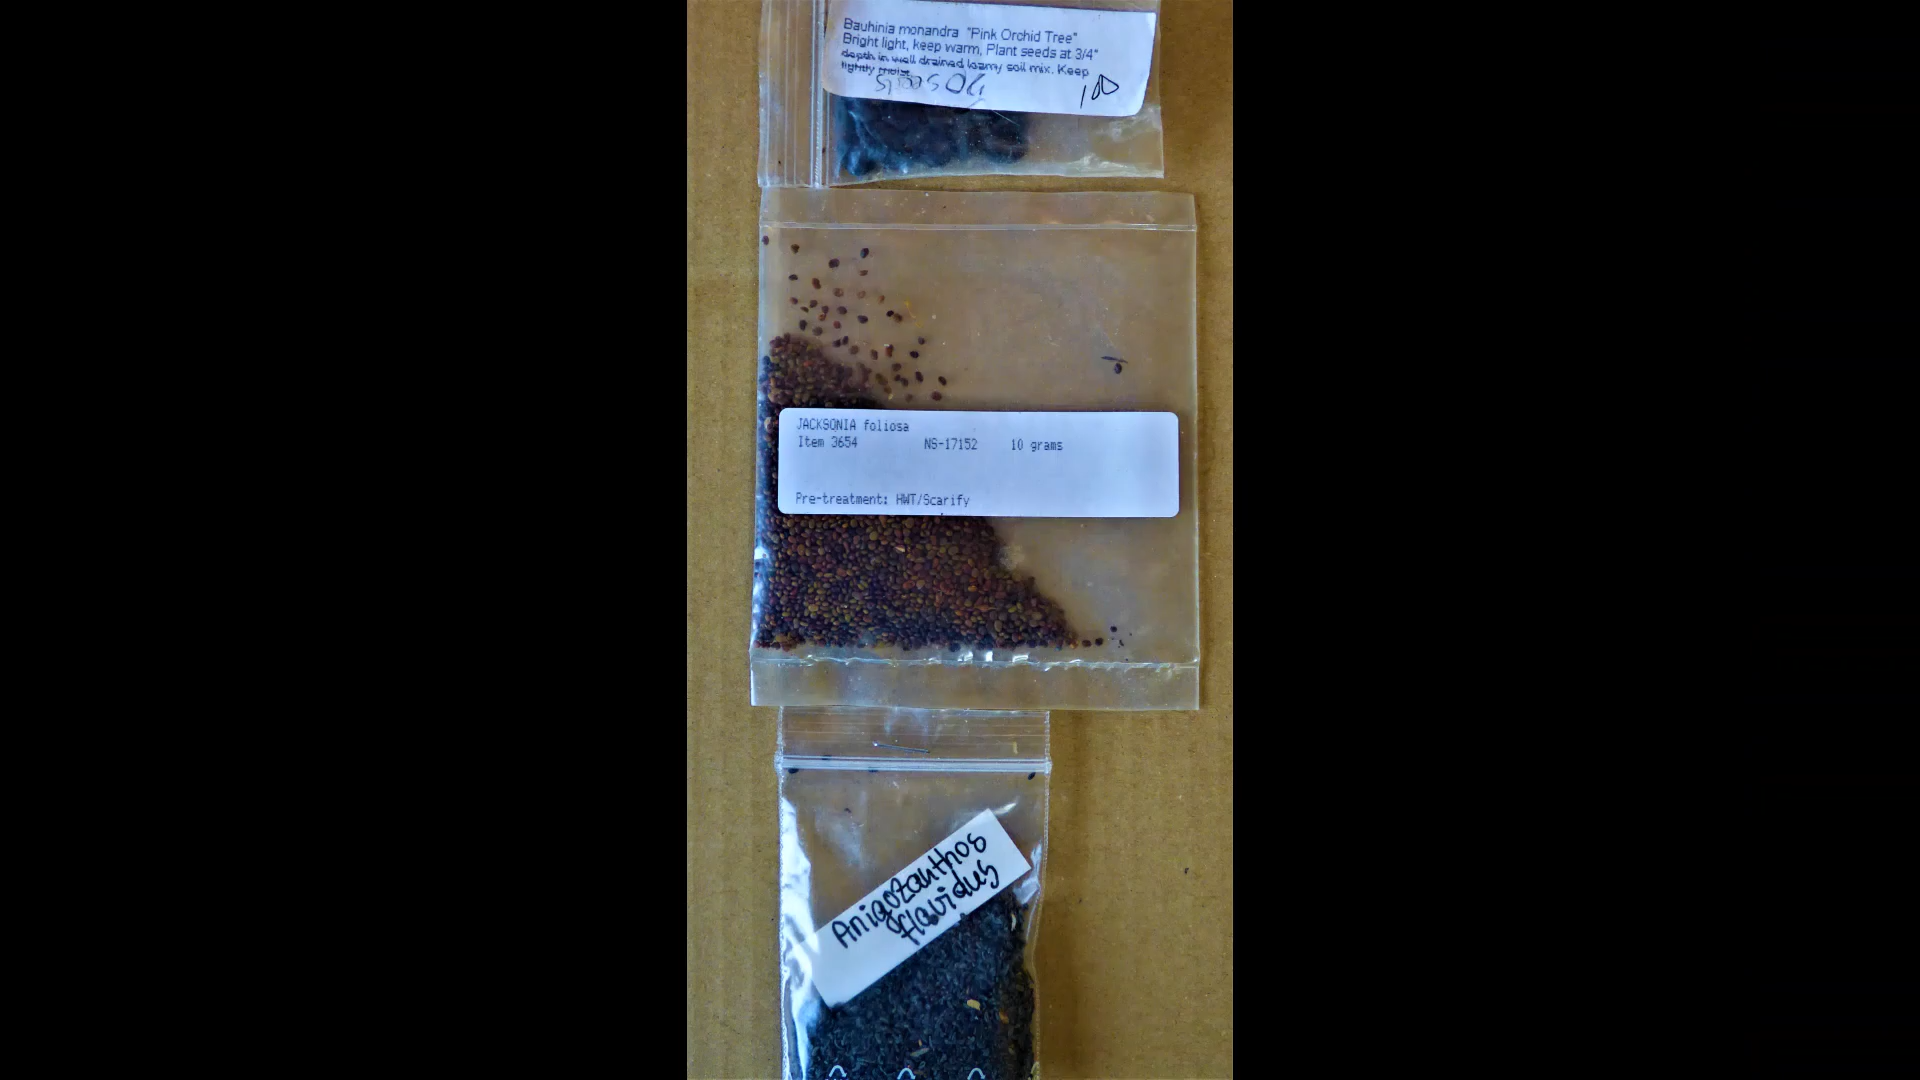 Bauhinia monandra "Pink Orchid Tree"
Bright light, keep warm, Plant seeds at 3/4"
depth in well drained loamy soil mix. Keep
lightly moist.
100
JACKSONIA foliosa
Item 3654 NS-17152 10 grams
Pre-treatment: HWT/Scarify
Anigozanthos
flavidus